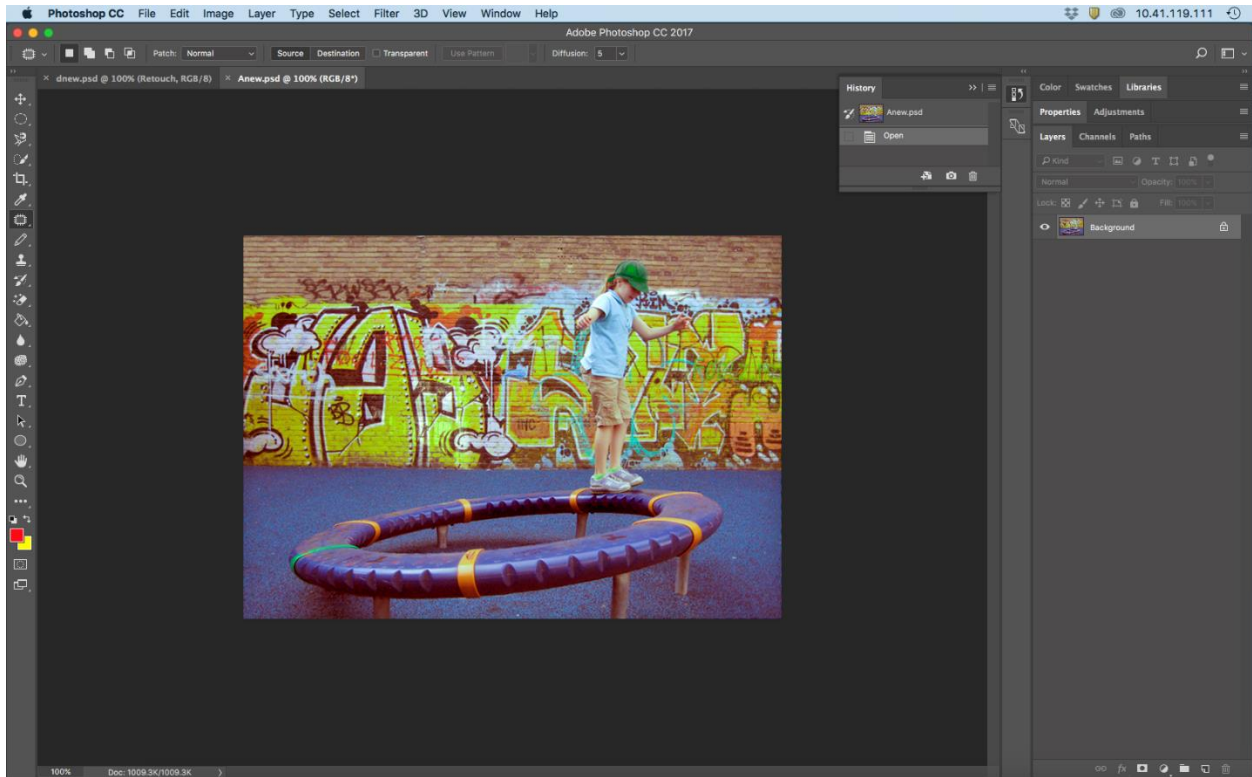 Photoshop CC File Edit Image Layer Type Select Filter 3D View Window Help 10.41.119.111
Adobe Photoshop CC 2017
Patch: Normal Source Destination Transparent Use Pattern Diffusion: 5
× dnew.psd @ 100% (Retouch, RGB/8) × Anew.psd @ 100% (RGB/8*)
History
Anew.psd
Open
Color Swatches Libraries
Properties Adjustments
Layers Channels Paths
Kind
Normal Opacity: 100%
Lock: Fill: 100%
Background
100% Doc: 1009.3K/1009.3K